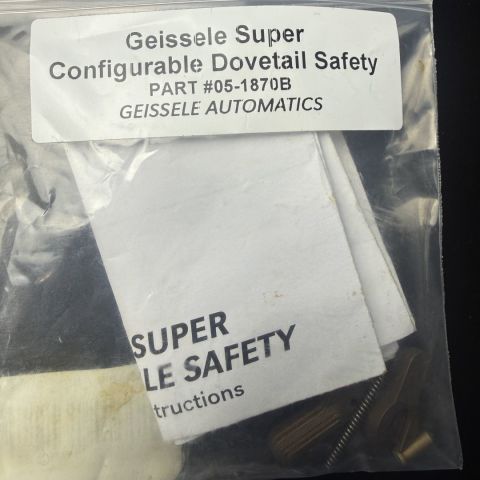 Geissele Super
Configurable Dovetail Safety
PART #05-1870B
GEISSELE AUTOMATICS
SUPER
LE SAFETY
tructions